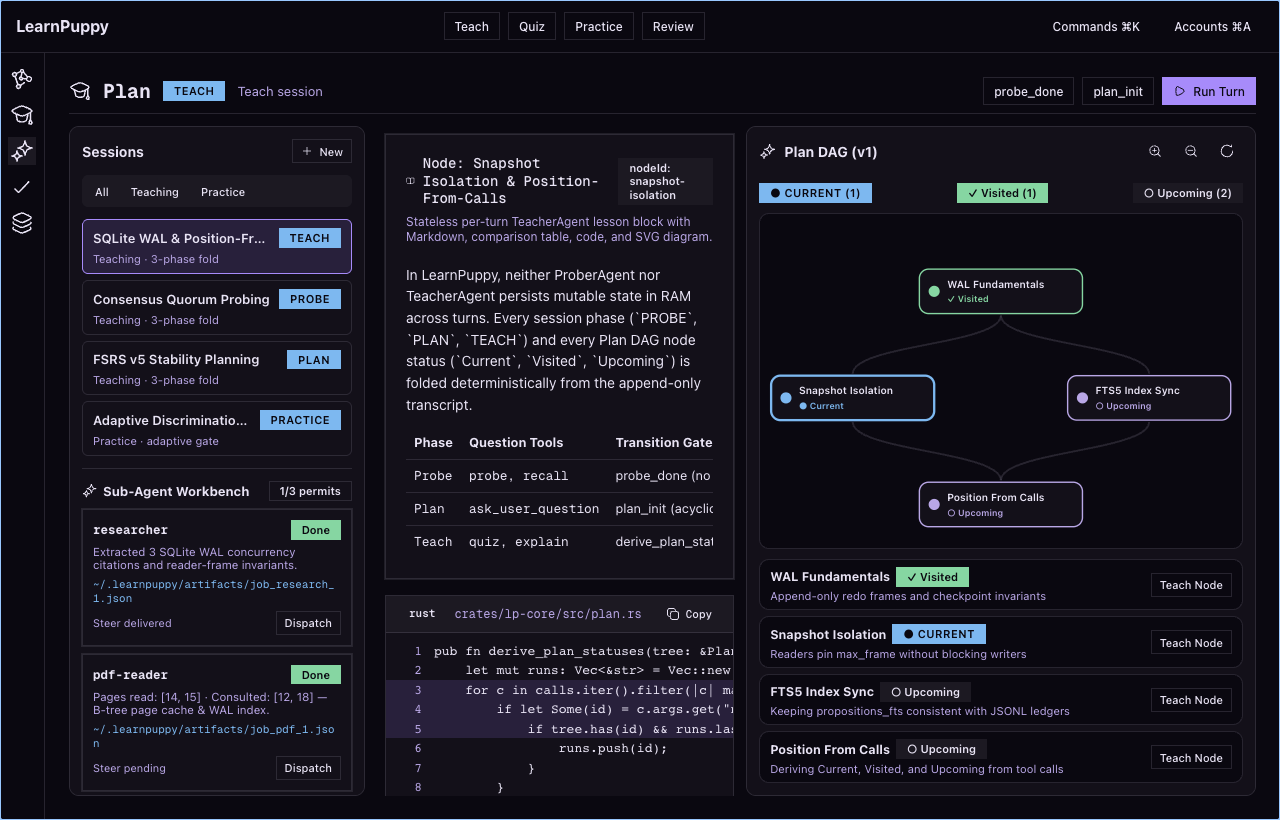 LearnPuppy
Teach
Quiz
Practice
Review
Commands ⌘K
Accounts ⌘A
Plan
TEACH
Teach session
probe_done
plan_init
Run Turn
Sessions
+ New
All
Teaching
Practice
SQLite WAL & Position-Fr...
TEACH
Teaching · 3-phase fold
Consensus Quorum Probing
PROBE
Teaching · 3-phase fold
FSRS v5 Stability Planning
PLAN
Teaching · 3-phase fold
Adaptive Discriminatio...
PRACTICE
Practice · adaptive gate
Sub-Agent Workbench
1/3 permits
researcher
Done
Extracted 3 SQLite WAL concurrency
citations and reader-frame invariants.
~/.learnpuppy/artifacts/job_research_
1.json
Steer delivered
Dispatch
pdf-reader
Done
Pages read: [14, 15] · Consulted: [12, 18] —
B-tree page cache & WAL index.
~/.learnpuppy/artifacts/job_pdf_1.jso
n
Steer pending
Dispatch
Node: Snapshot
Isolation & Position-
From-Calls
nodeId:
snapshot-
isolation
Stateless per-turn TeacherAgent lesson block with
Markdown, comparison table, code, and SVG diagram.
In LearnPuppy, neither ProberAgent nor
TeacherAgent persists mutable state in RAM
across turns. Every session phase (`PROBE`,
`PLAN`, `TEACH`) and every Plan DAG node
status (`Current`, `Visited`, `Upcoming`) is
folded deterministically from the append-only
transcript.
Phase Question Tools Transition Gate
Probe probe, recall probe_done (no
Plan ask_user_question plan_init (acyclic
Teach quiz, explain derive_plan_stat
rust
crates/lp-core/src/plan.rs
Copy
1 pub fn derive_plan_statuses(tree: &Plan
2 let mut runs: Vec<&str> = Vec::new
3 for c in calls.iter().filter(|c| ma
4 if let Some(id) = c.args.get("n
5 if tree.has(id) && runs.las
6 runs.push(id);
7 }
8 }
Plan DAG (v1)
CURRENT (1)
✓ Visited (1)
Upcoming (2)
WAL Fundamentals
✓ Visited
Snapshot Isolation
Current
FTS5 Index Sync
Upcoming
Position From Calls
Upcoming
WAL Fundamentals
✓ Visited
Append-only redo frames and checkpoint invariants
Teach Node
Snapshot Isolation
CURRENT
Readers pin max_frame without blocking writers
Teach Node
FTS5 Index Sync
Upcoming
Keeping propositions_fts consistent with JSONL ledgers
Teach Node
Position From Calls
Upcoming
Deriving Current, Visited, and Upcoming from tool calls
Teach Node